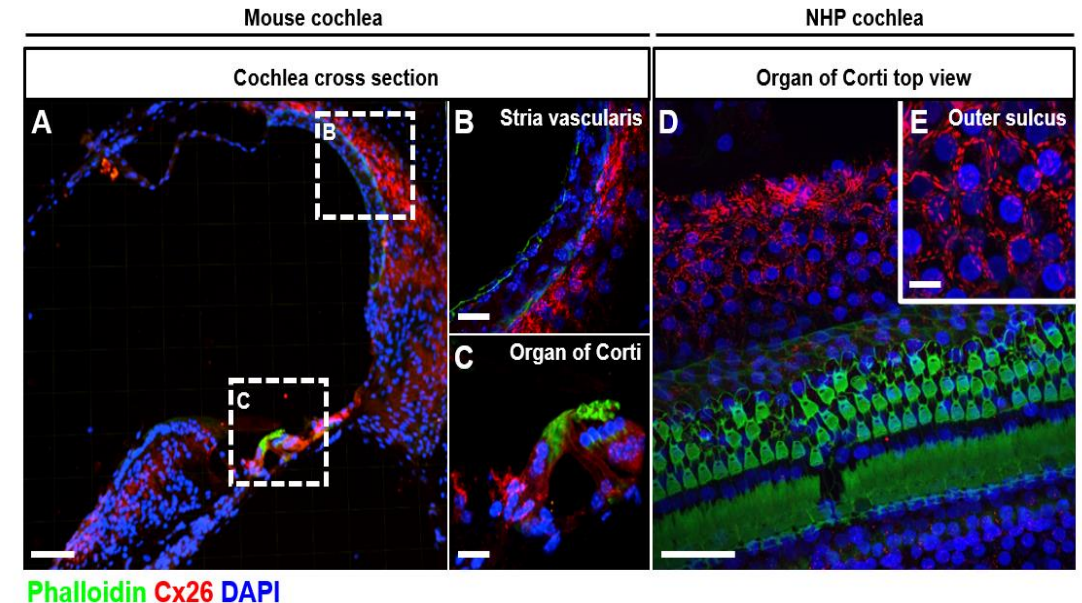 Mouse cochlea
NHP cochlea
Cochlea cross section
Organ of Corti top view
A
B
B
Stria vascularis
D
E
Outer sulcus
C
Organ of Corti
C
Phalloidin Cx26 DAPI